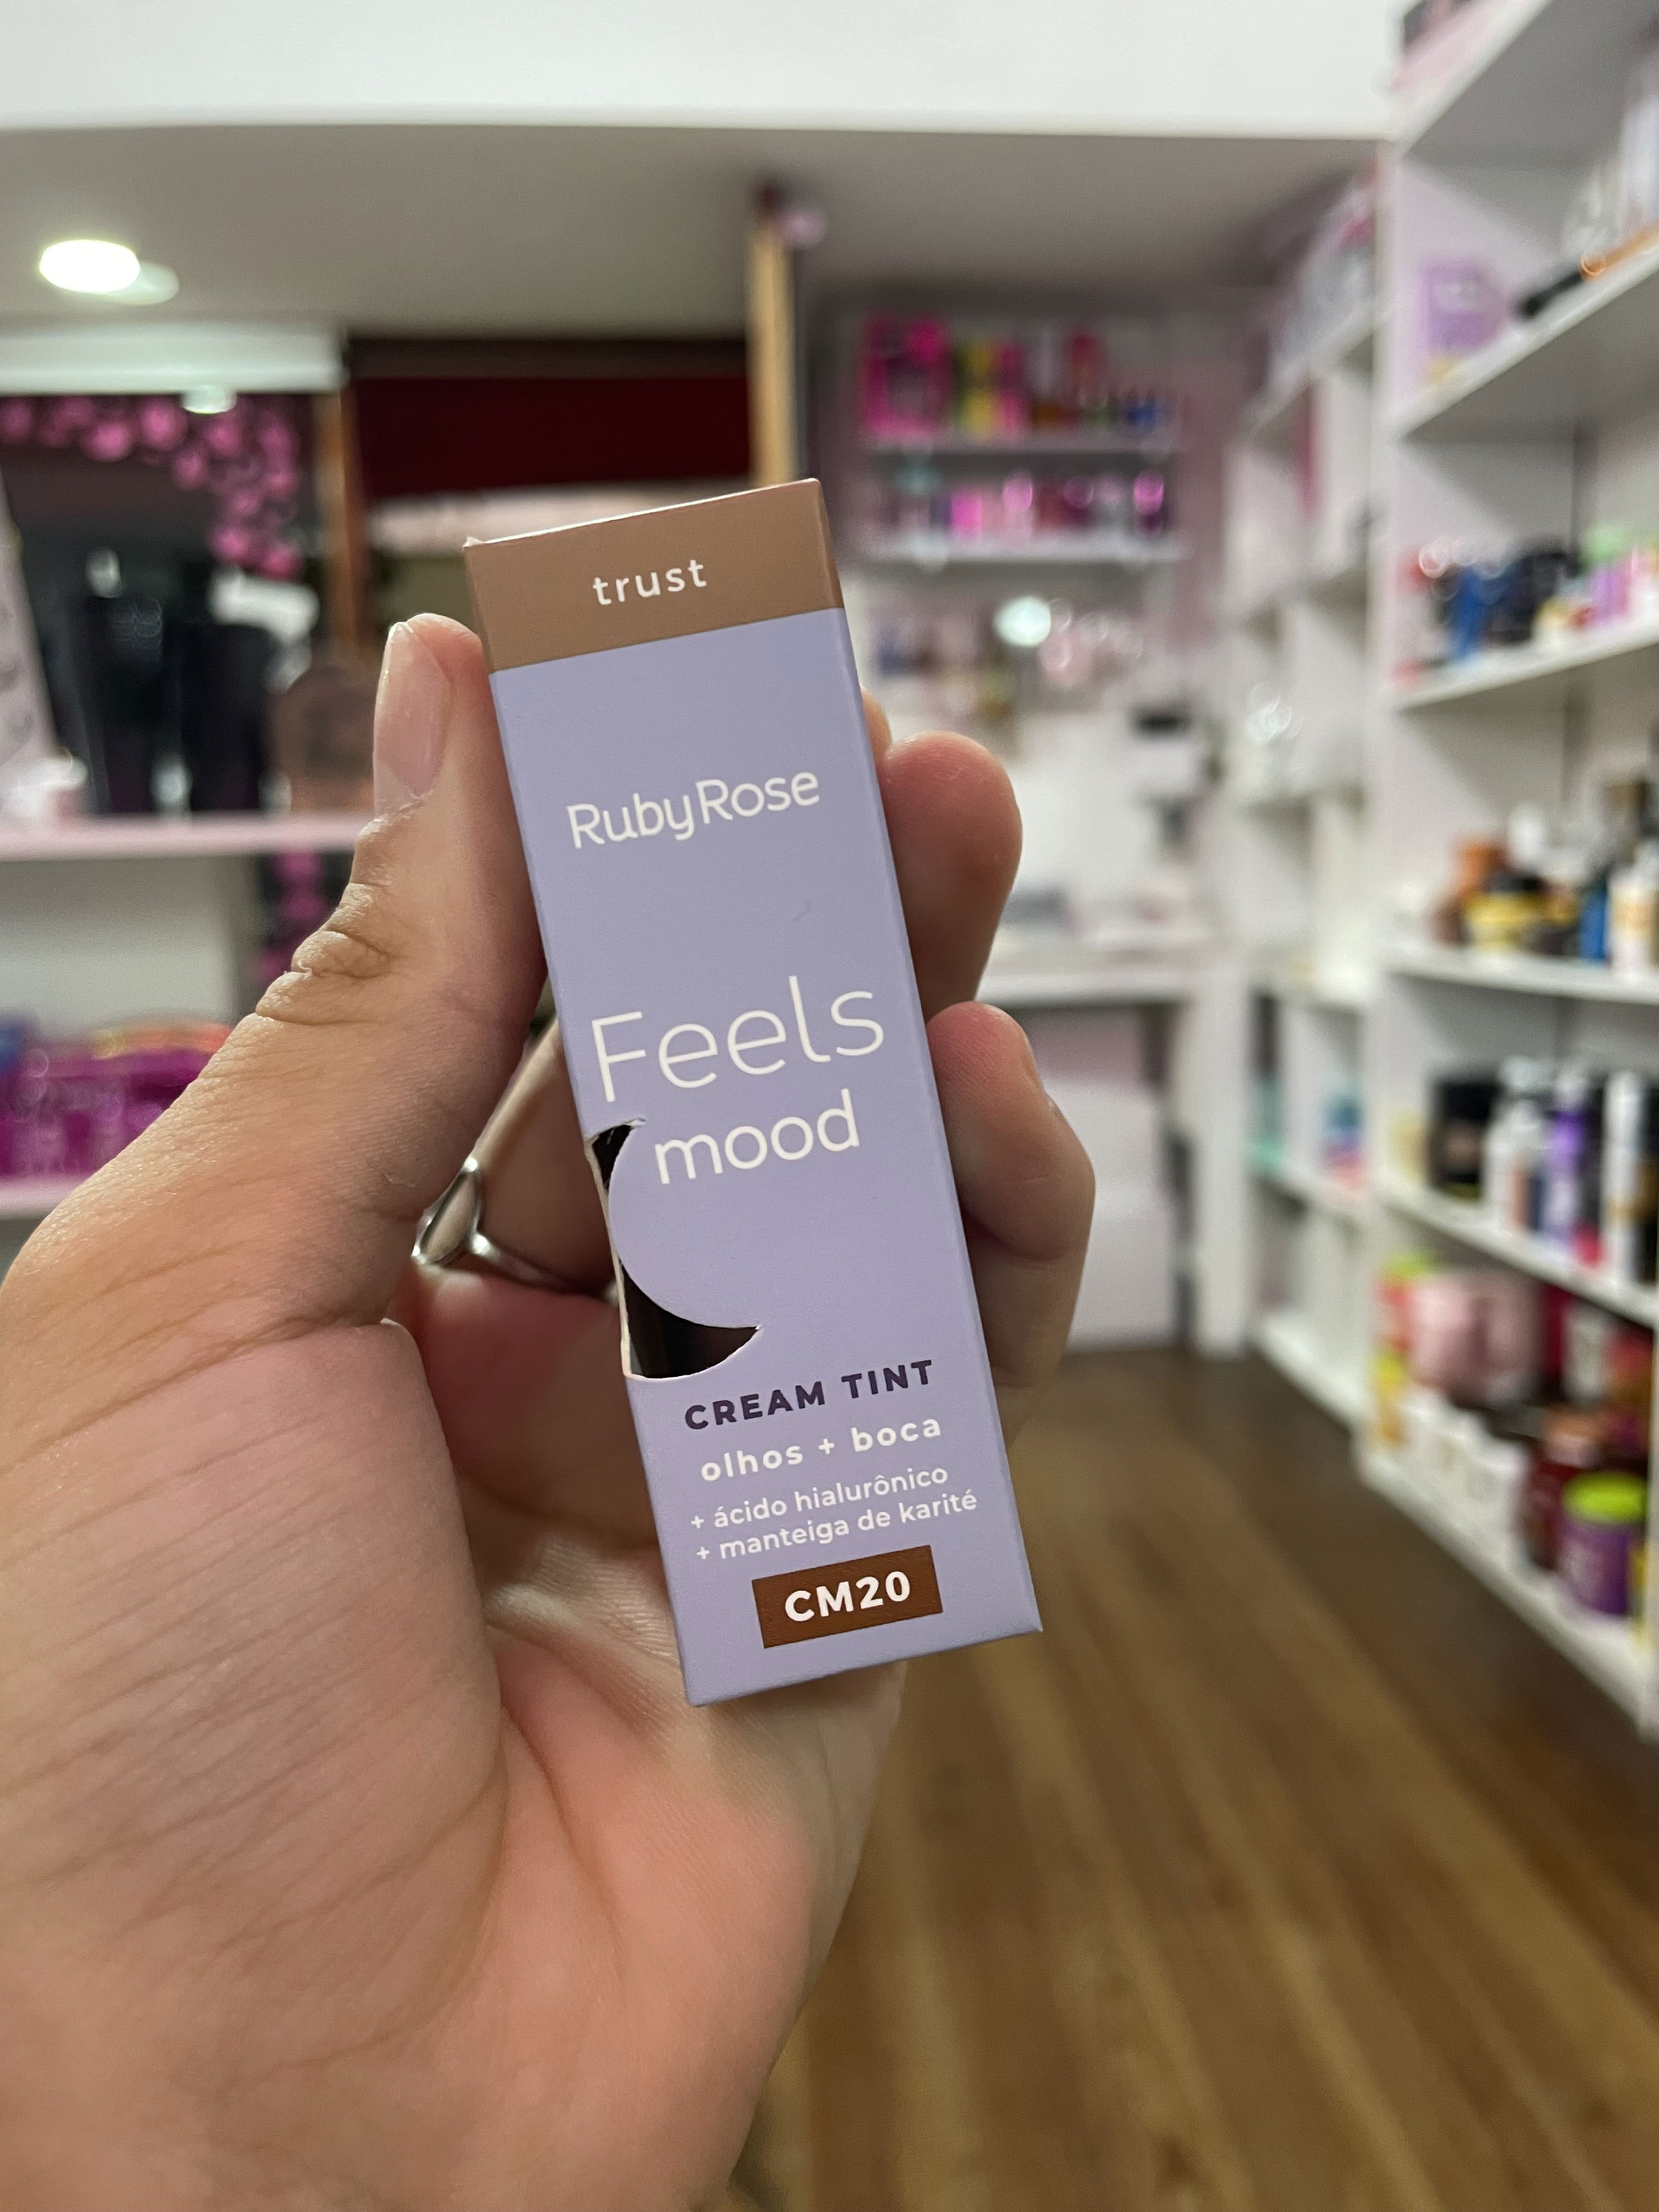 trust
RubyRose
Feels
mood
CREAM TINT
olhos + boca
+ ácido hialurônico
+ manteiga de karité
CM20